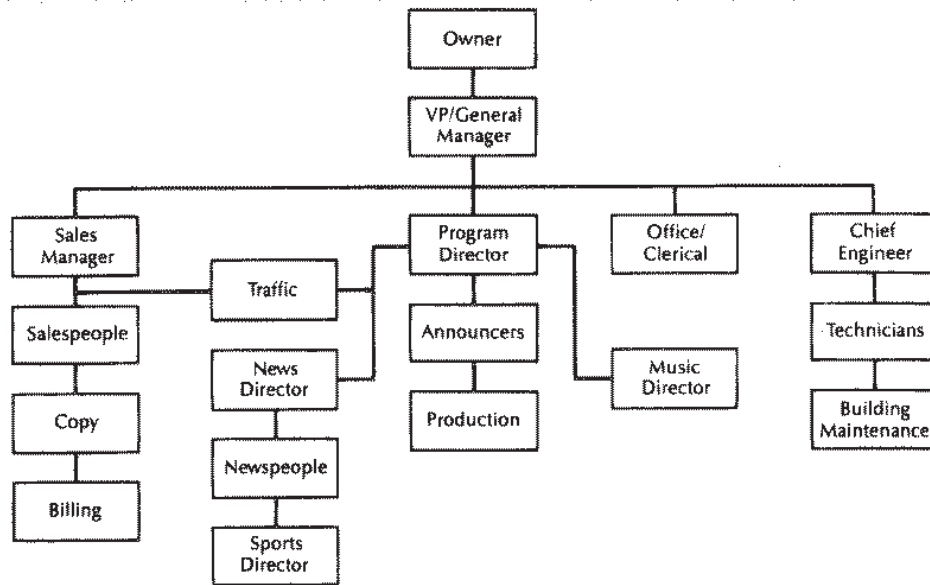 Owner
VP/General
Manager
Sales
Manager
Program
Director
Office/
Clerical
Chief
Engineer
Traffic
Salespeople
Announcers
Technicians
News
Director
Music
Director
Copy
Production
Building
Maintenance
Newspeople
Billing
Sports
Director